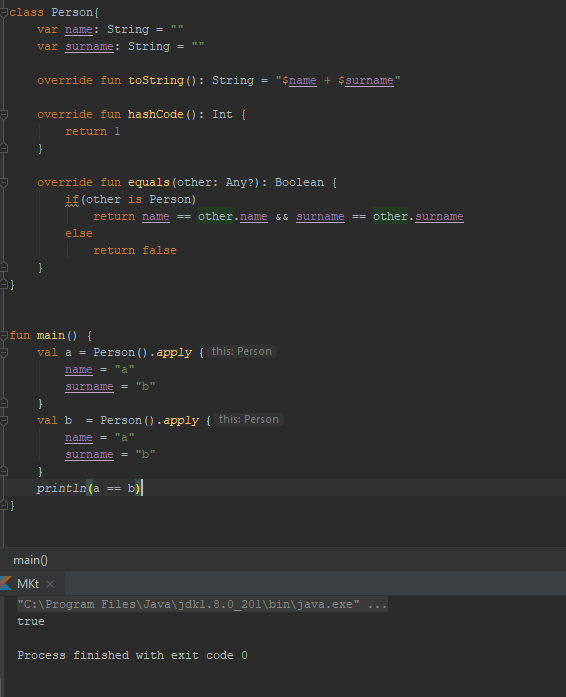 class Person{
    var name: String = ""
    var surname: String = ""

    override fun toString(): String = "$name + $surname"

    override fun hashCode(): Int {
        return 1
    }

    override fun equals(other: Any?): Boolean {
        if(other is Person)
            return name == other.name && surname == other.surname
        else
            return false
    }
}

fun main() {
    val a = Person().apply { this: Person
        name = "a"
        surname = "b"
    }
    val b  = Person().apply { this: Person
        name = "a"
        surname = "b"
    }
    println(a == b)
}
main()
MKt ×
"C:\Program Files\Java\jdk1.8.0_201\bin\java.exe" ...
true

Process finished with exit code 0